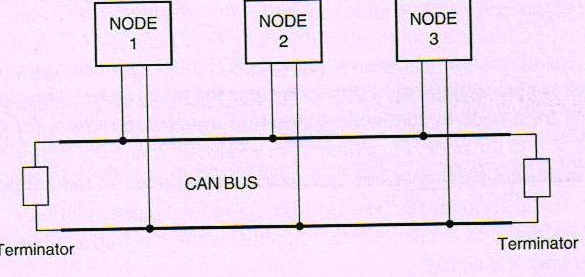 NODE
1
NODE
2
NODE
3
CAN BUS
Terminator
Terminator